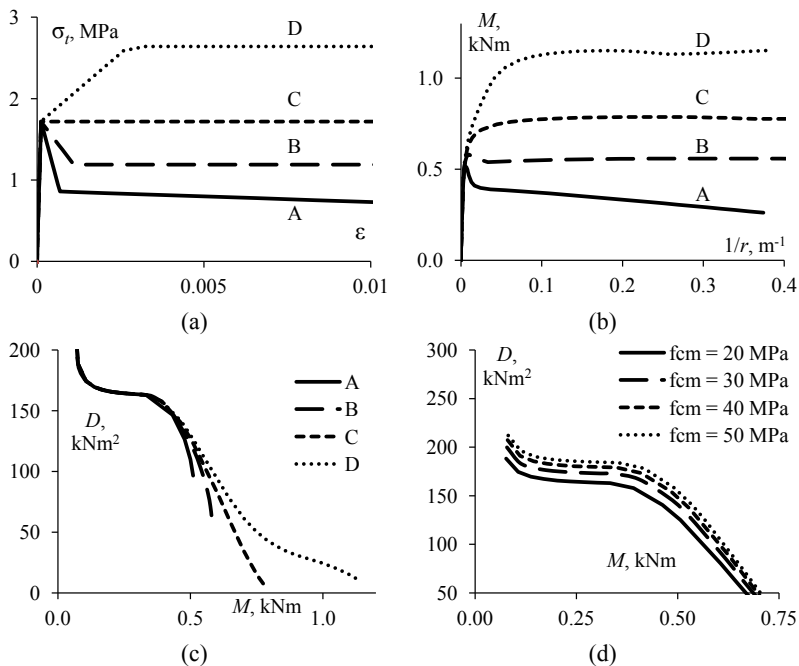 σt, MPa
3
2
1
0
D
C
B
A
ε
0
0.005
0.01
(a)
M,
kNm
1.0
0.5
0.0
D
C
B
A
1/r, m-1
0
0.1
0.2
0.3
0.4
(b)
200
150
100
50
0
D,
kNm²
A
B
C
D
M, kNm
0.0
0.5
1.0
(c)
300
250
200
150
100
50
D,
kNm²
fcm = 20 MPa
fcm = 30 MPa
fcm = 40 MPa
fcm = 50 MPa
M, kNm
0.00
0.25
0.50
0.75
(d)